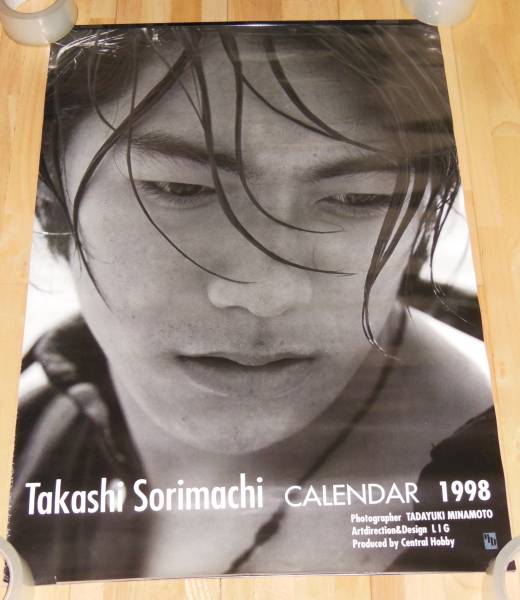 Takashi Sorimachi CALENDAR 1998
Photographer TADAYUKI MINAMOTO
Artdirection&Design L I G
Produced by Central Hobby